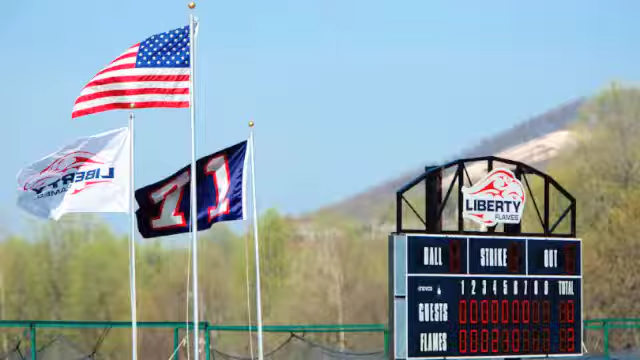 LIBERTY
FLAMES
71
LIBERTY
FLAMES
BALL STRIKE OUT
1 2 3 4 5 6 7 8 9 TOTAL
GUESTS
FLAMES